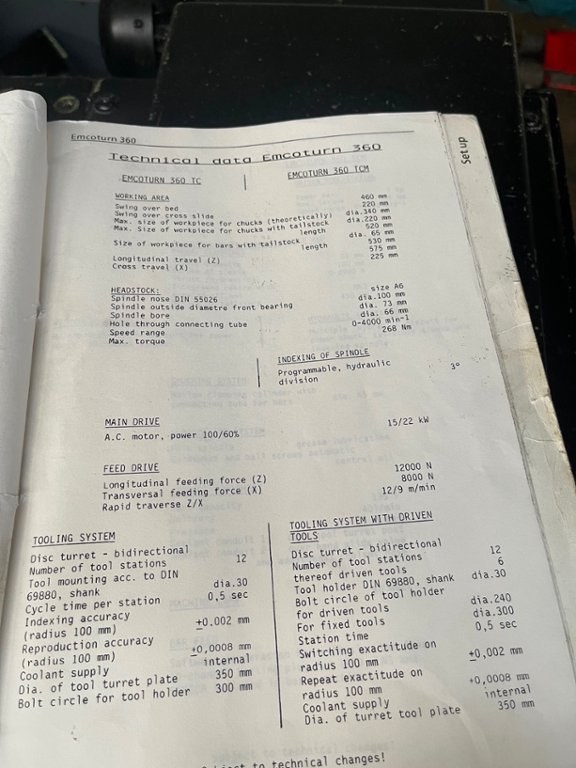 Emcoturn 360
Set up
Technical data Emcoturn 360
EMCOTURN 360 TC
EMCOTURN 360 TCM
WORKING AREA
Swing over bed 460 mm
Swing over cross slide 220 mm
Max. size of workpiece for chucks (theoretically) dia.340 mm
Max. Size of workpiece for chucks with tailstock dia.220 mm
length 520 mm
Size of workpiece for bars with tailstock dia. 65 mm
length 530 mm
Longitudinal travel (Z) 575 mm
Cross travel (X) 225 mm
HEADSTOCK:
Spindle nose DIN 55026 size A6
Spindle outside diametre front bearing dia.100 mm
Spindle bore dia. 73 mm
Hole through connecting tube dia. 66 mm
Speed range 0-4000 min-1
Max. torque 268 Nm
INDEXING OF SPINDLE
Programmable, hydraulic
division 3°
MAIN DRIVE
A.C. motor, power 100/60% 15/22 kW
FEED DRIVE
Longitudinal feeding force (Z) 12000 N
Transversal feeding force (X) 8000 N
Rapid traverse Z/X 12/9 m/min
TOOLING SYSTEM
Disc turret - bidirectional
Number of tool stations 12
Tool mounting acc. to DIN
69880, shank dia.30
Cycle time per station 0,5 sec
Indexing accuracy
(radius 100 mm) ±0.002 mm
Reproduction accuracy
(radius 100 mm) ±0,0008 mm
Coolant supply internal
Dia. of tool turret plate 350 mm
Bolt circle for tool holder 300 mm
TOOLING SYSTEM WITH DRIVEN
TOOLS
Disc turret - bidirectional
Number of tool stations 12
thereof driven tools 6
Tool holder DIN 69880, shank dia.30
Bolt circle of tool holder
for driven tools dia.240
For fixed tools dia.300
Station time 0,5 sec
Switching exactitude on
radius 100 mm ±0,002 mm
Repeat exactitude on
radius 100 mm ±0,0008 mm
Coolant supply internal
Dia. of turret tool plate 350 mm
to technical changes!